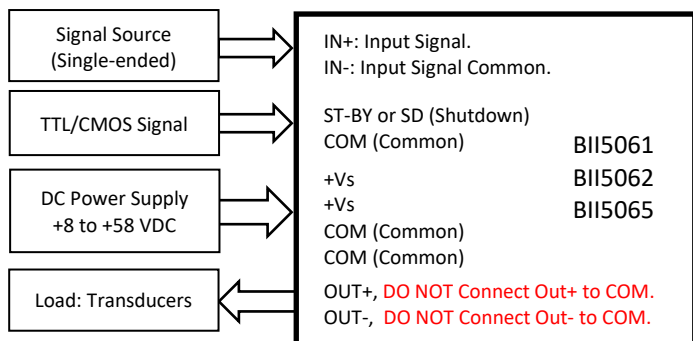 Signal Source
(Single-ended)
TTL/CMOS Signal
DC Power Supply
+8 to +58 VDC
Load: Transducers
IN+: Input Signal.
IN-: Input Signal Common.
ST-BY or SD (Shutdown)
COM (Common)
+Vs
+Vs
COM (Common)
COM (Common)
OUT+, DO NOT Connect Out+ to COM.
OUT-, DO NOT Connect Out- to COM.
BII5061
BII5062
BII5065